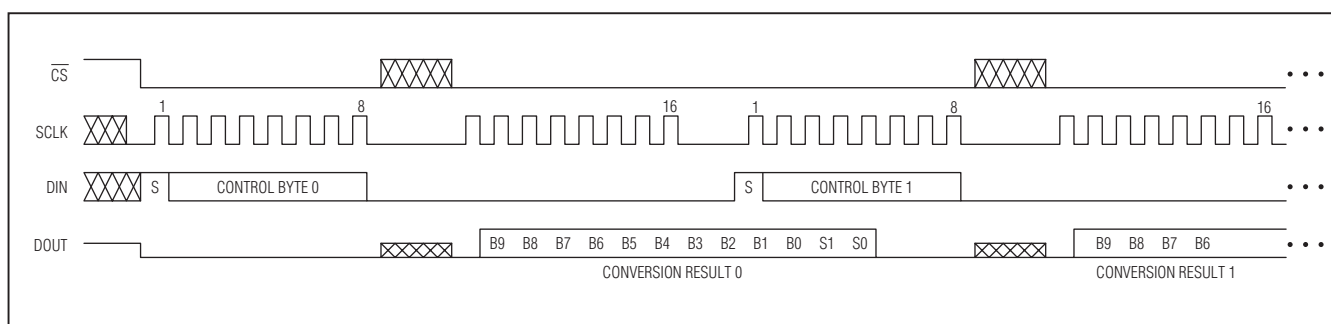 CS
1 8 16 1 8 16
SCLK
DIN S CONTROL BYTE 0 S CONTROL BYTE 1
DOUT B9 B8 B7 B6 B5 B4 B3 B2 B1 B0 S1 S0 B9 B8 B7 B6
CONVERSION RESULT 0 CONVERSION RESULT 1